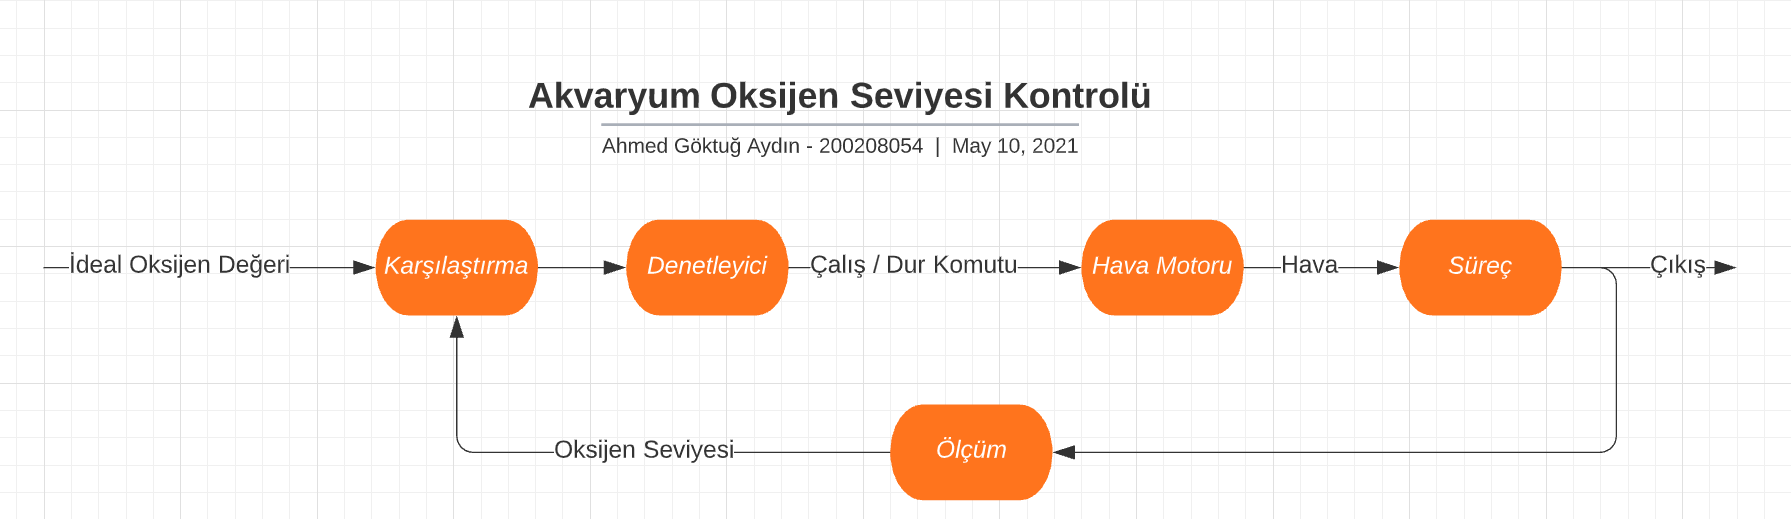 Akvaryum Oksijen Seviyesi Kontrolü
Ahmed Göktuğ Aydın - 200208054 | May 10, 2021
İdeal Oksijen Değeri
Karşılaştırma
Denetleyici
Çalış / Dur Komutu
Hava Motoru
Hava
Süreç
Çıkış
Oksijen Seviyesi
Ölçüm